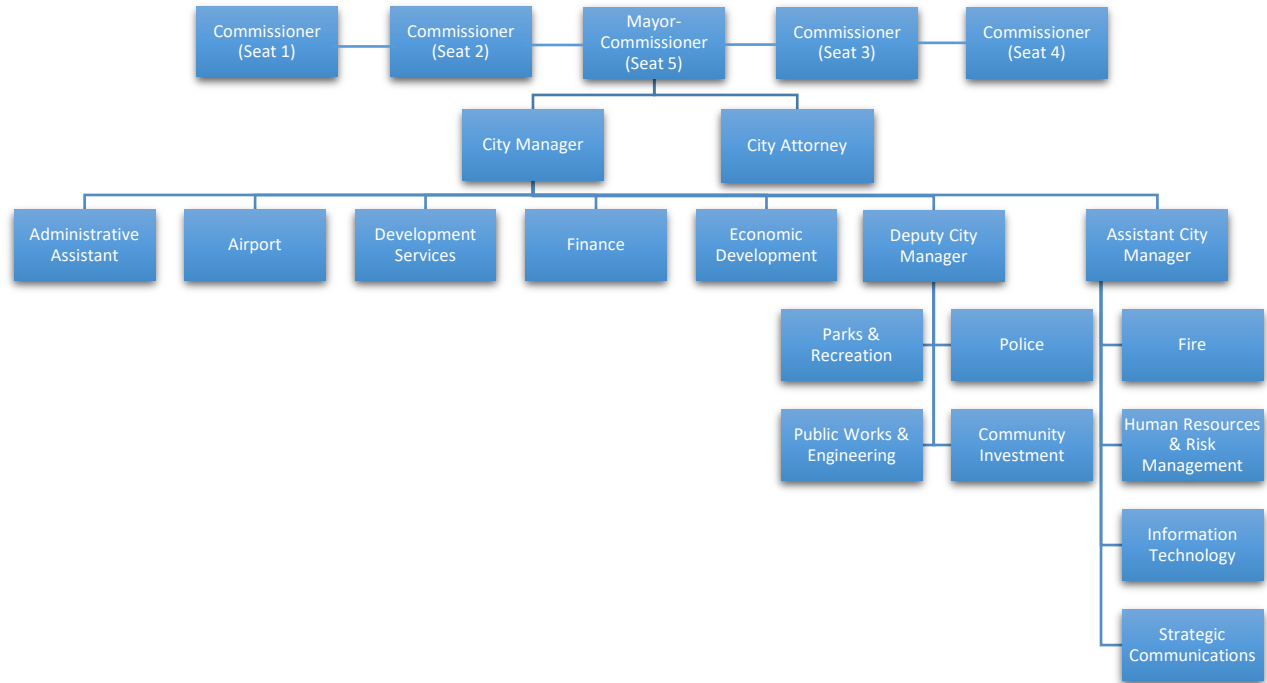 Commissioner
(Seat 1)
Commissioner
(Seat 2)
Mayor-
Commissioner
(Seat 5)
Commissioner
(Seat 3)
Commissioner
(Seat 4)
City Manager
City Attorney
Administrative
Assistant
Airport
Development
Services
Finance
Economic
Development
Deputy City
Manager
Assistant City
Manager
Parks &
Recreation
Police
Fire
Public Works &
Engineering
Community
Investment
Human Resources
& Risk
Management
Information
Technology
Strategic
Communications